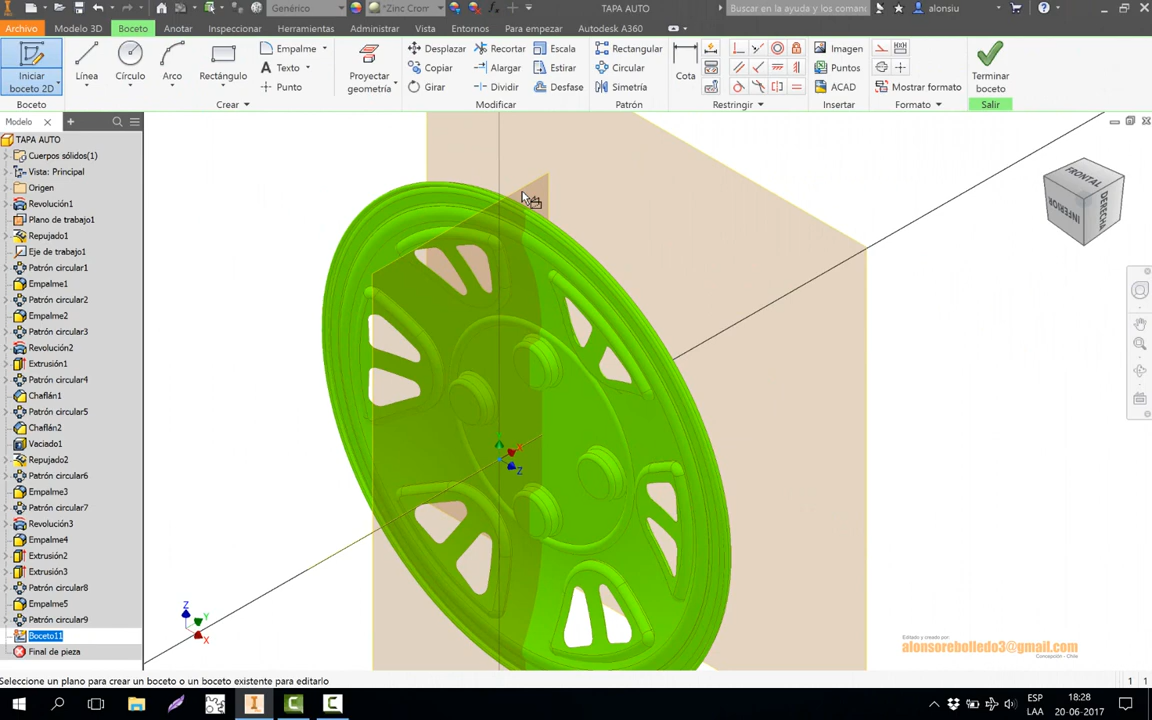 Genérico
*Zinc Crom
TAPA AUTO
Buscar en la ayuda y los comanc
alonsiu
Archivo
Modelo 3D
Boceto
Anotar
Inspeccionar
Herramientas
Administrar
Vista
Entornos
Para empezar
Autodesk A360
Iniciar
boceto 2D
Línea
Círculo
Arco
Rectángulo
Empalme
Texto
Punto
Proyectar
geometría
Desplazar
Copiar
Girar
Recortar
Alargar
Dividir
Escala
Estirar
Desfase
Rectangular
Circular
Simetría
Cota
Imagen
Puntos
ACAD
Mostrar formato
Terminar
boceto
Boceto
Crear
Modificar
Patrón
Restringir
Insertar
Formato
Salir
Modelo
TAPA AUTO
Cuerpos sólidos(1)
Vista: Principal
Origen
Revolución1
Plano de trabajo1
Repujado1
Eje de trabajo1
Patrón circular1
Empalme1
Patrón circular2
Empalme2
Patrón circular3
Revolución2
Extrusión1
Patrón circular4
Chaflán1
Patrón circular5
Chaflán2
Vaciado1
Repujado2
Patrón circular6
Empalme3
Patrón circular7
Revolución3
Empalme4
Extrusión2
Extrusión3
Patrón circular8
Empalme5
Patrón circular9
Boceto11
Final de pieza
FRONTAL
INFERIOR
DERECHA
X
Z
Z
Y
X
Editado y creado por:
alonsorebolledo3@gmail.com
Concepción - Chile
Seleccione un plano para crear un boceto o un boceto existente para editarlo
1
1
ESP
LAA
18:28
20-06-2017